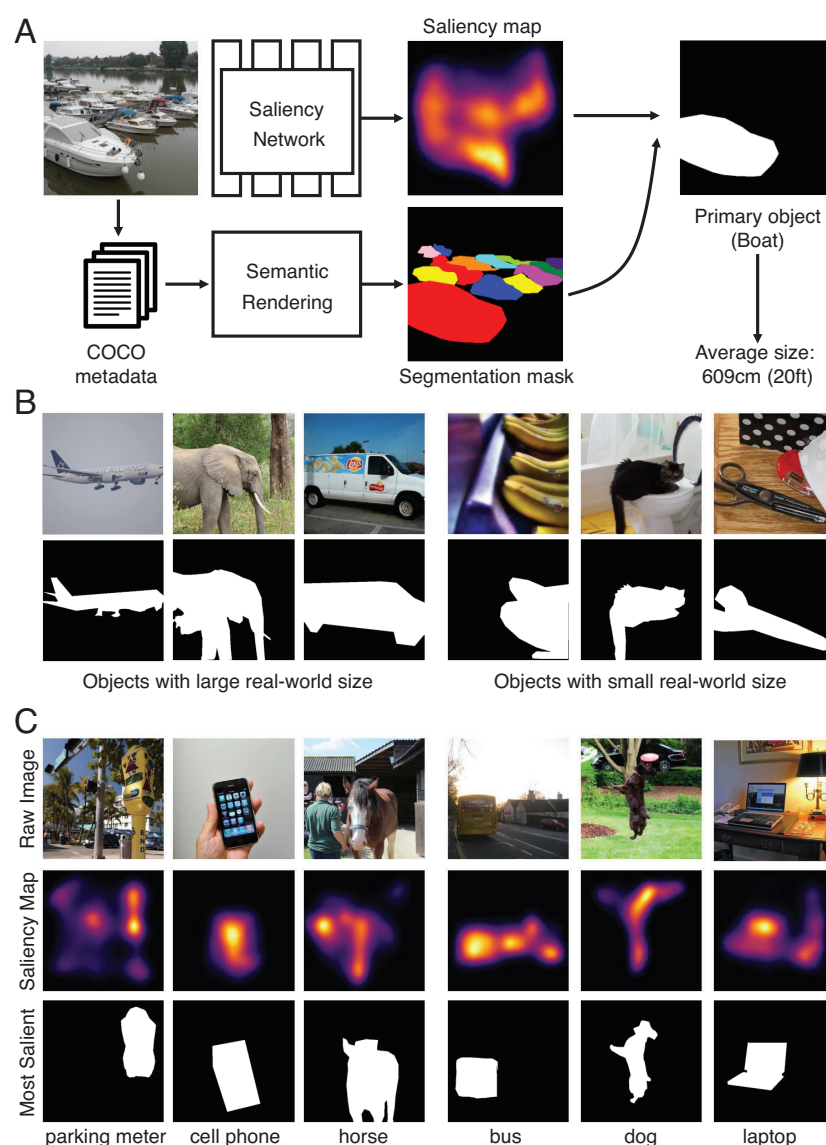 A
Saliency map
Saliency
Network
Primary object
(Boat)
Semantic
Rendering
COCO
metadata
Segmentation mask
Average size:
609cm (20ft)
B
Objects with large real-world size
Objects with small real-world size
C
Raw Image
Saliency Map
Most Salient
parking meter
cell phone
horse
bus
dog
laptop